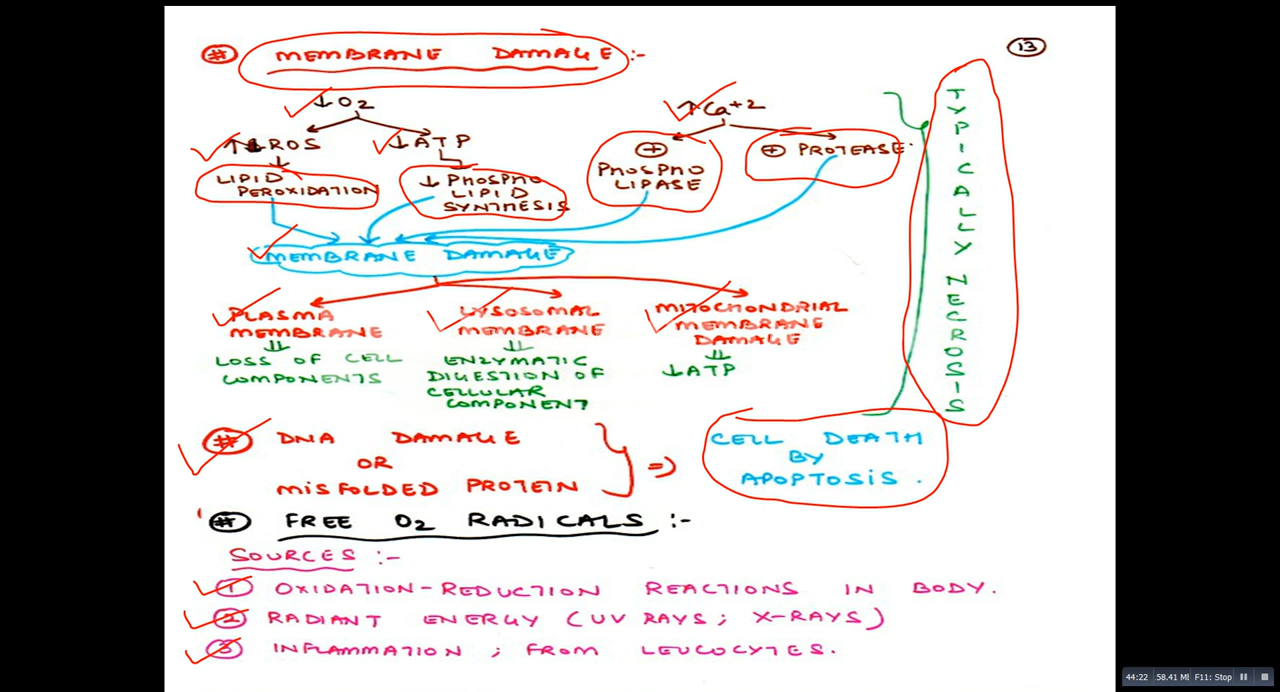 # MEMBRANE DAMAGE :-
13
↓O2
↑Ca+2
↑ROS
↓ATP
⊕ PHOSPHO LIPASE
⊕ PROTEASE
LIPID PEROXIDATION
↓ PHOSPHO LIPID SYNTHESIS
MEMBRANE DAMAGE
PLASMA MEMBRANE
LOSS OF CELL COMPONENTS
LYSOSOMAL MEMBRANE
ENZYMATIC DIGESTION OF CELLULAR COMPONENT
MITOCHONDRIAL MEMBRANE DAMAGE
↓ATP
TYPICALLY NECROSIS
# DNA DAMAGE
OR
MISFOLDED PROTEIN
=> CELL DEATH
BY
APOPTOSIS.
# FREE O2 RADICALS :-
SOURCES :-
① OXIDATION-REDUCTION REACTIONS IN BODY.
② RADIANT ENERGY (UV RAYS; X-RAYS)
③ INFLAMMATION ; FROM LEUCOCYTES.
44:22 58.41 MI F11: Stop